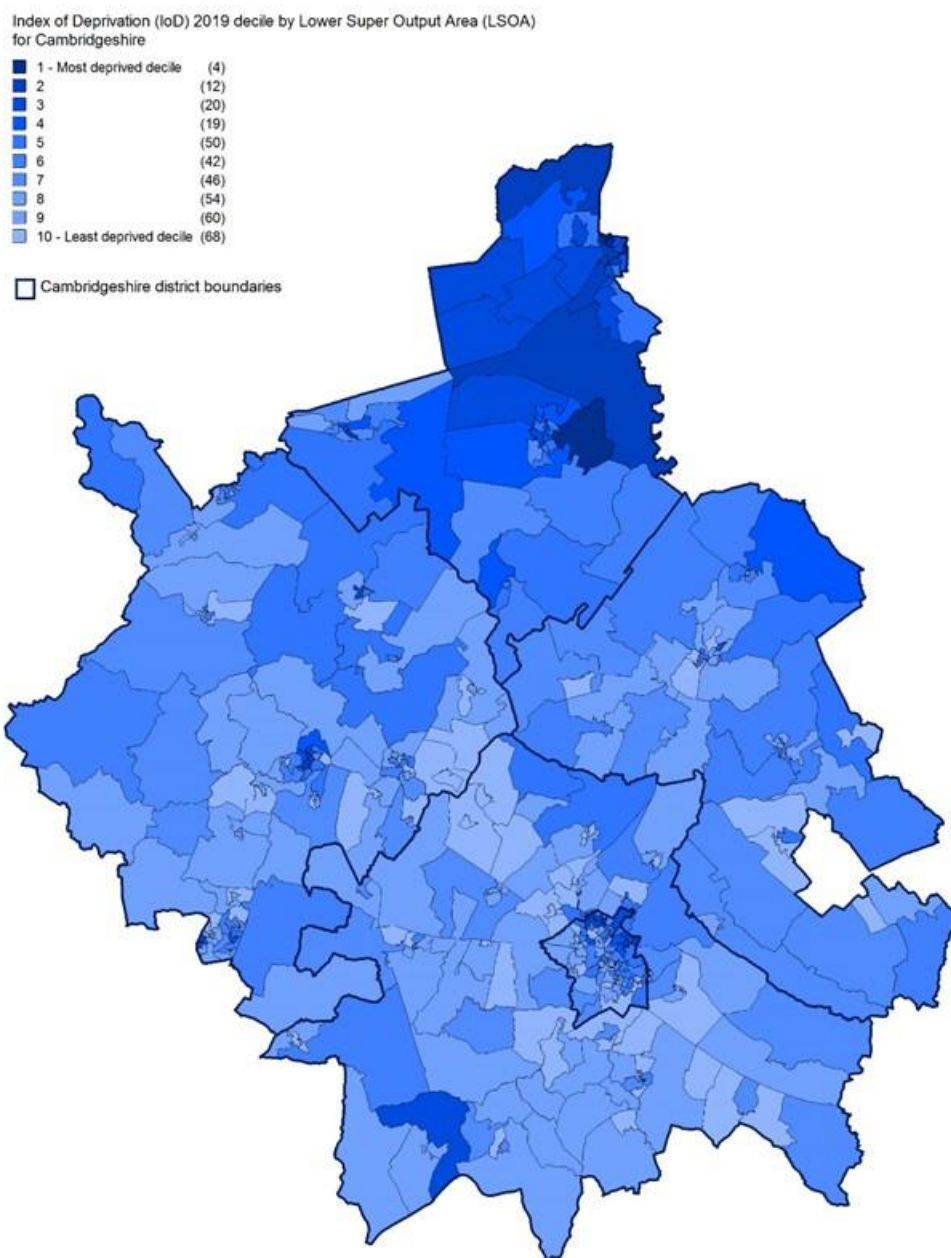 Index of Deprivation (IoD) 2019 decile by Lower Super Output Area (LSOA)
for Cambridgeshire
1 - Most deprived decile (4)
2 (12)
3 (20)
4 (19)
5 (50)
6 (42)
7 (46)
8 (54)
9 (60)
10 - Least deprived decile (68)
Cambridgeshire district boundaries